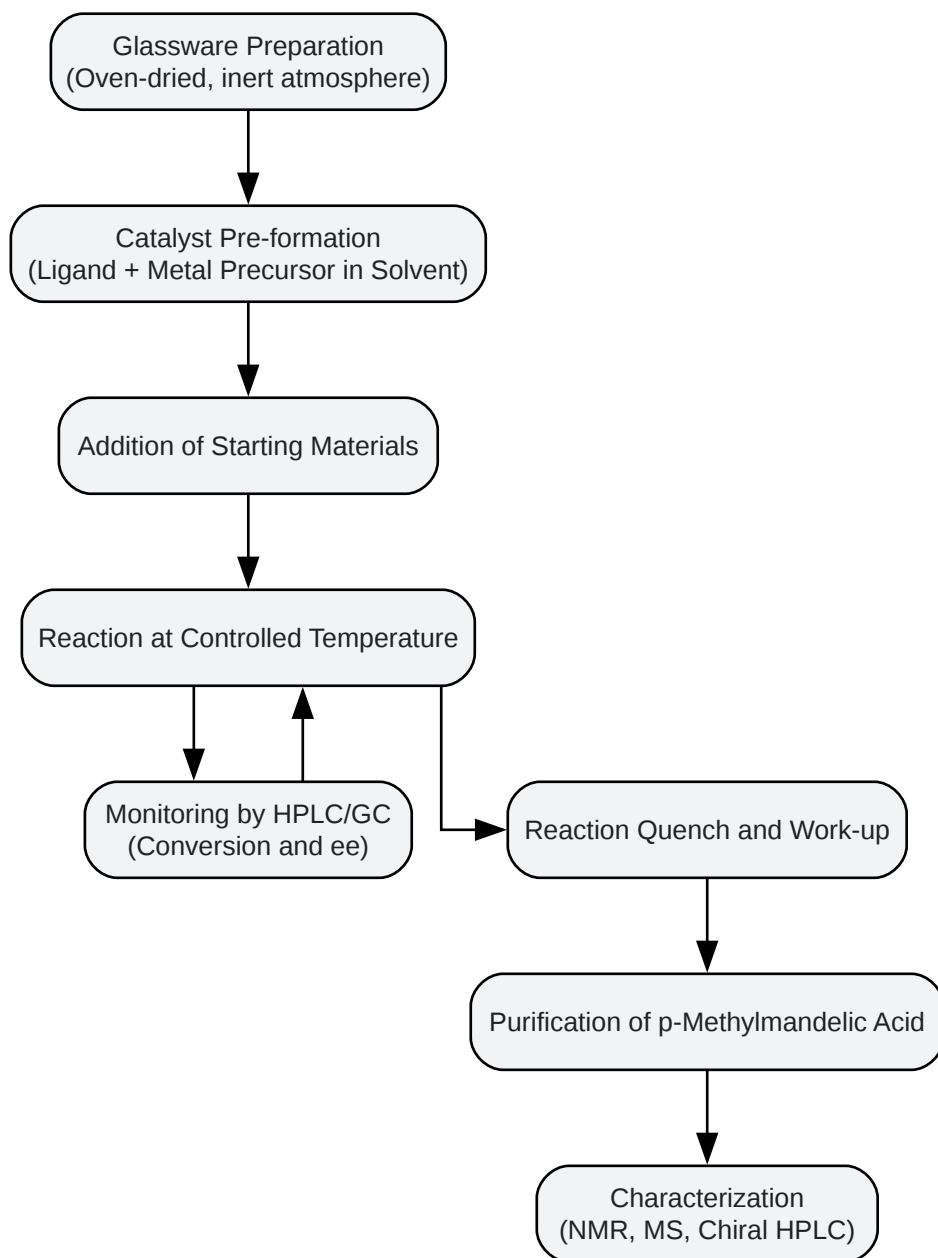 Glassware Preparation
(Oven-dried, inert atmosphere)
Catalyst Pre-formation
(Ligand + Metal Precursor in Solvent)
Addition of Starting Materials
Reaction at Controlled Temperature
Monitoring by HPLC/GC
(Conversion and ee)
Reaction Quench and Work-up
Purification of p-Methylmandelic Acid
Characterization
(NMR, MS, Chiral HPLC)